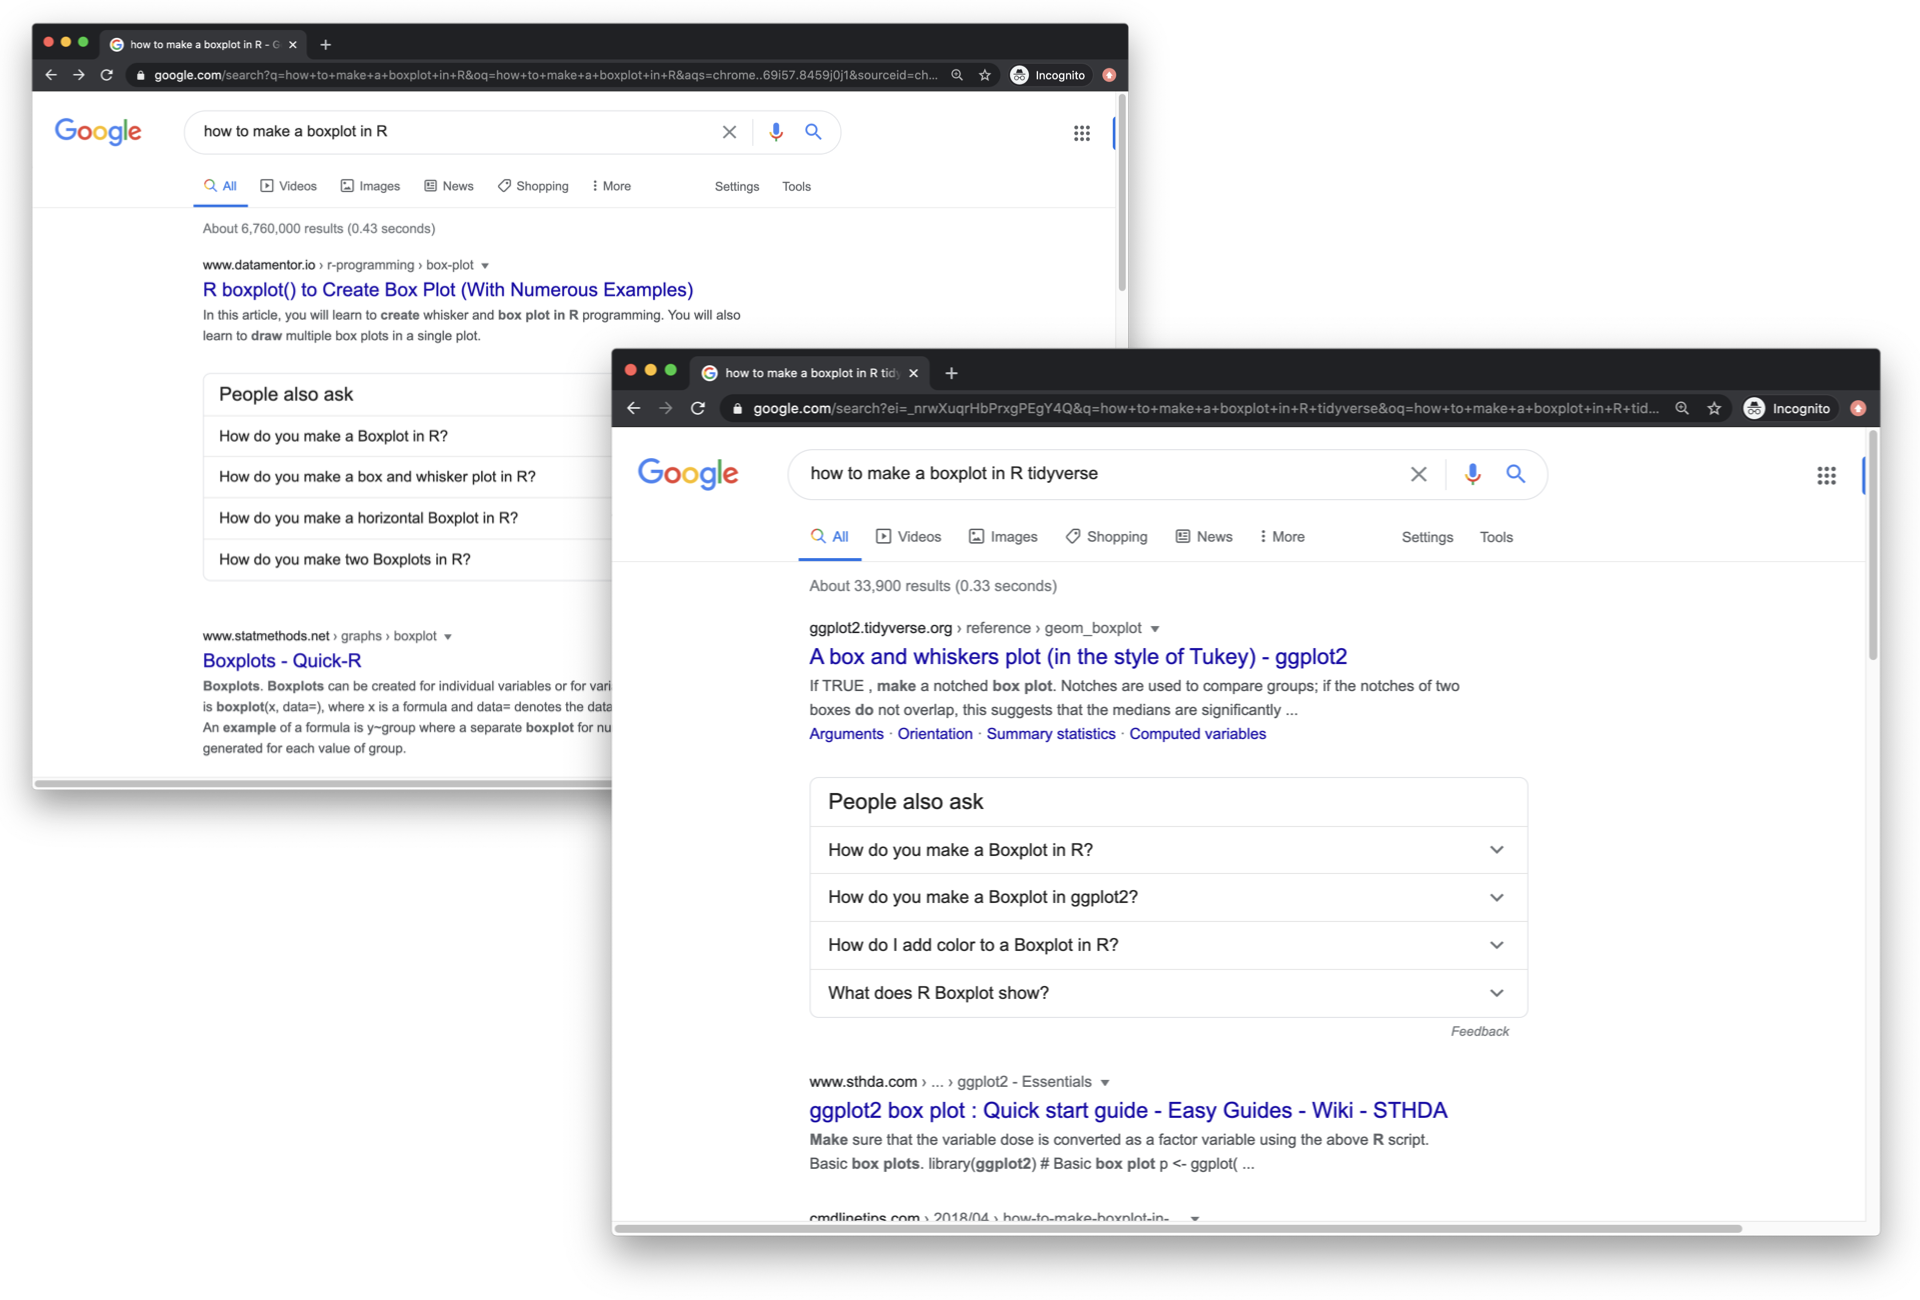 how to make a boxplot in R - G
google.com/search?q=how+to+make+a+boxplot+in+R&oq=how+to+make+a+boxplot+in+R&aqs=chrome..69i57.8459j0j1&sourceid=ch...
Incognito
Google
how to make a boxplot in R
All Videos Images News Shopping More Settings Tools
About 6,760,000 results (0.43 seconds)
www.datamentor.io › r-programming › box-plot
R boxplot() to Create Box Plot (With Numerous Examples)
In this article, you will learn to create whisker and box plot in R programming. You will also
learn to draw multiple box plots in a single plot.
People also ask
How do you make a Boxplot in R?
How do you make a box and whisker plot in R?
How do you make a horizontal Boxplot in R?
How do you make two Boxplots in R?
www.statmethods.net › graphs › boxplot
Boxplots - Quick-R
Boxplots. Boxplots can be created for individual variables or for vari
is boxplot(x, data=), where x is a formula and data= denotes the data
An example of a formula is y~group where a separate boxplot for nu
generated for each value of group.
how to make a boxplot in R tidy
google.com/search?ei=_nrwXuqrHbPrxgPEgY4Q&q=how+to+make+a+boxplot+in+R+tidyverse&oq=how+to+make+a+boxplot+in+R+tid...
Incognito
Google
how to make a boxplot in R tidyverse
All Videos Images Shopping News More Settings Tools
About 33,900 results (0.33 seconds)
ggplot2.tidyverse.org › reference › geom_boxplot
A box and whiskers plot (in the style of Tukey) - ggplot2
If TRUE , make a notched box plot. Notches are used to compare groups; if the notches of two
boxes do not overlap, this suggests that the medians are significantly ...
Arguments · Orientation · Summary statistics · Computed variables
People also ask
How do you make a Boxplot in R?
How do you make a Boxplot in ggplot2?
How do I add color to a Boxplot in R?
What does R Boxplot show?
Feedback
www.sthda.com › ... › ggplot2 - Essentials
ggplot2 box plot : Quick start guide - Easy Guides - Wiki - STHDA
Make sure that the variable dose is converted as a factor variable using the above R script.
Basic box plots. library(ggplot2) # Basic box plot p <- ggplot( ...
cmdlinetips.com › 2018/04 › how-to-make-boxplot-in-